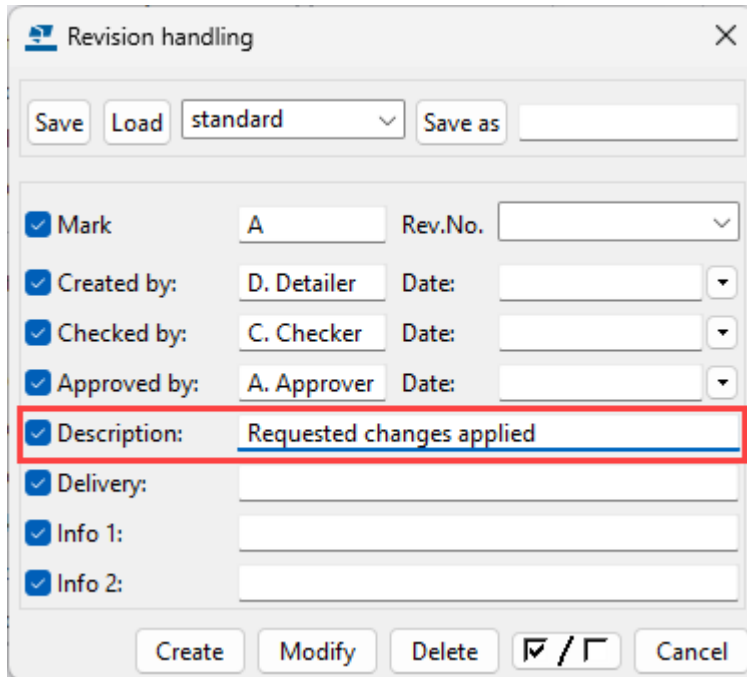 Revision handling
Save Load standard Save as
Mark A Rev.No.
Created by: D. Detailer Date:
Checked by: C. Checker Date:
Approved by: A. Approver Date:
Description: Requested changes applied
Delivery:
Info 1:
Info 2:
Create Modify Delete / Cancel